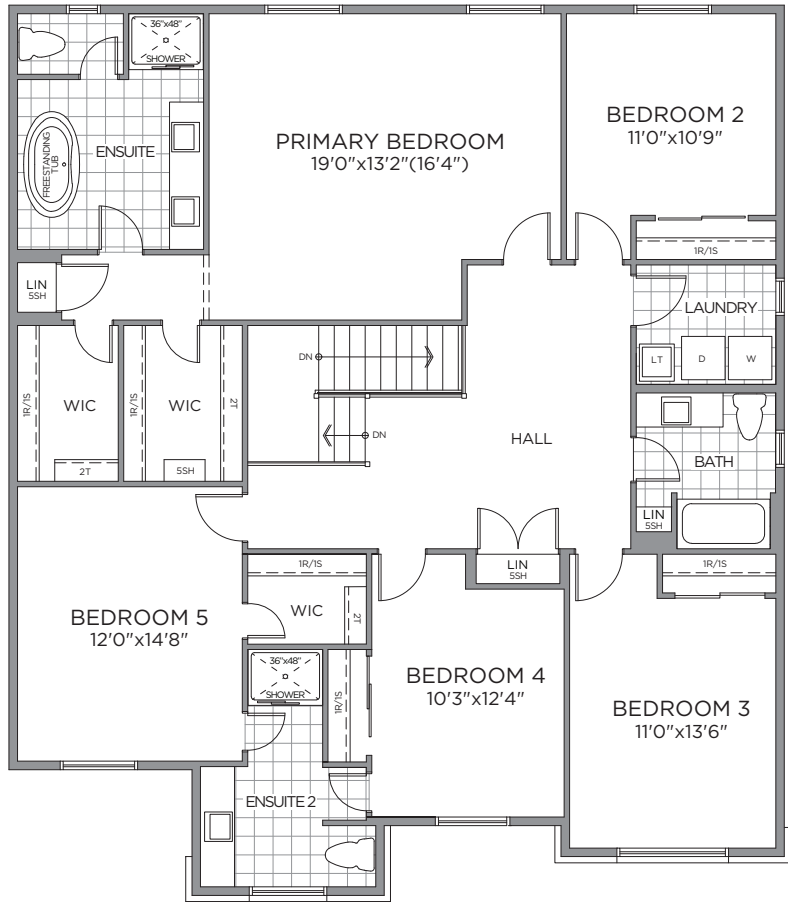 36"x48"
SHOWER
ENSUITE
FREESTANDING
TUB
PRIMARY BEDROOM
19'0"x13'2"(16'4")
BEDROOM 2
11'0"x10'9"
1R/1S
LIN
5SH
LAUNDRY
LT
D
W
DN
WIC
1R/1S
2T
WIC
1R/1S
2T
5SH
DN
HALL
BATH
LIN
5SH
LIN
5SH
1R/1S
1R/1S
WIC
2T
BEDROOM 5
12'0"x14'8"
36"x48"
SHOWER
1R/1S
BEDROOM 4
10'3"x12'4"
BEDROOM 3
11'0"x13'6"
ENSUITE 2